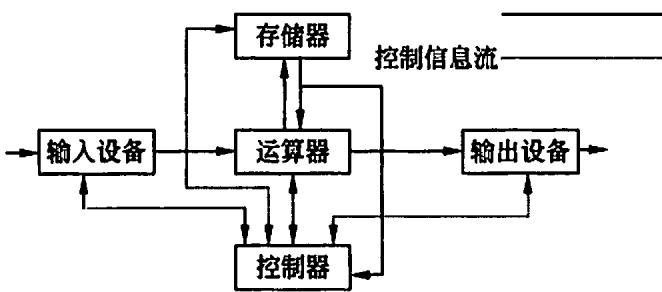 存储器
控制信息流
输入设备
运算器
输出设备
控制器